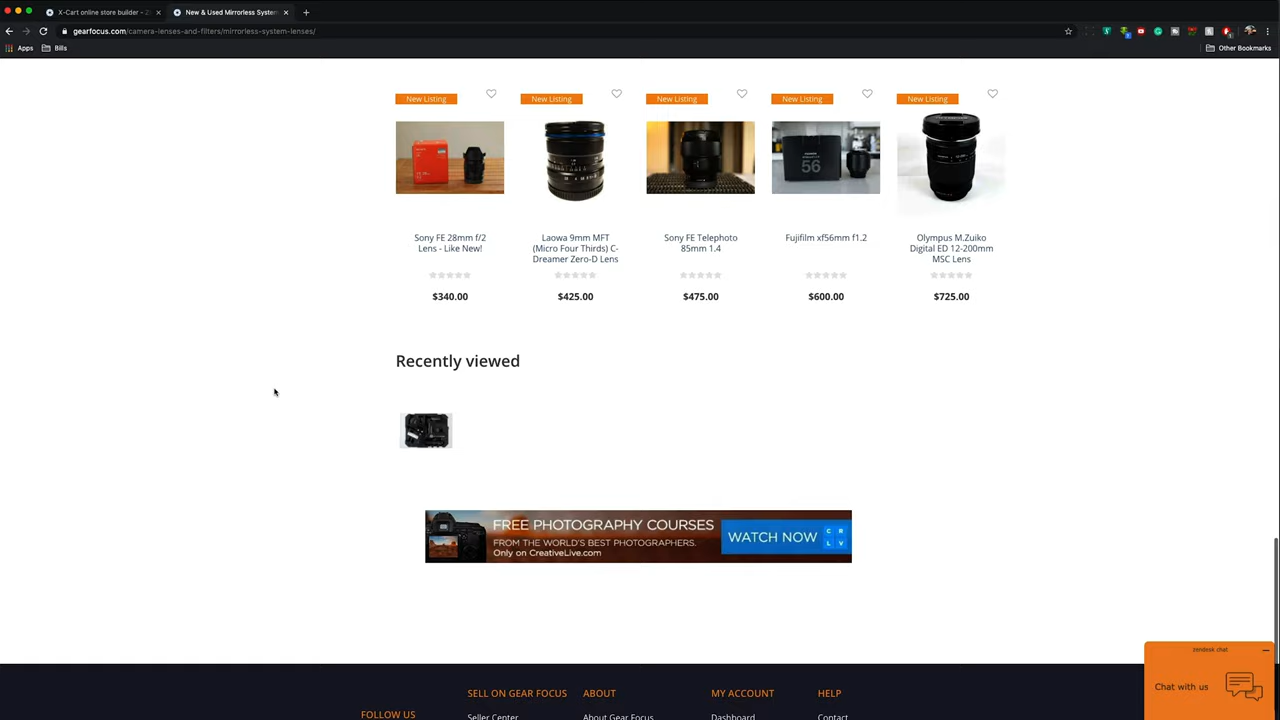 X-Cart online store builder - Z
New & Used Mirrorless System
gearfocus.com/camera-lenses-and-filters/mirrorless-system-lenses/
Apps
Bills
Other Bookmarks
New Listing
New Listing
New Listing
New Listing
New Listing
56
Sony FE 28mm f/2
Lens - Like New!
Laowa 9mm MFT
(Micro Four Thirds) C-
Dreamer Zero-D Lens
Sony FE Telephoto
85mm 1.4
Fujifilm xf56mm f1.2
Olympus M.Zuiko
Digital ED 12-200mm
MSC Lens
$340.00
$425.00
$475.00
$600.00
$725.00
Recently viewed
FREE PHOTOGRAPHY COURSES
FROM THE WORLD'S BEST PHOTOGRAPHERS.
Only on CreativeLive.com
WATCH NOW
C R
L V
zendesk chat
Chat with us
SELL ON GEAR FOCUS
ABOUT
MY ACCOUNT
HELP
FOLLOW US
Seller Center
About Gear Focus
Dashboard
Contact